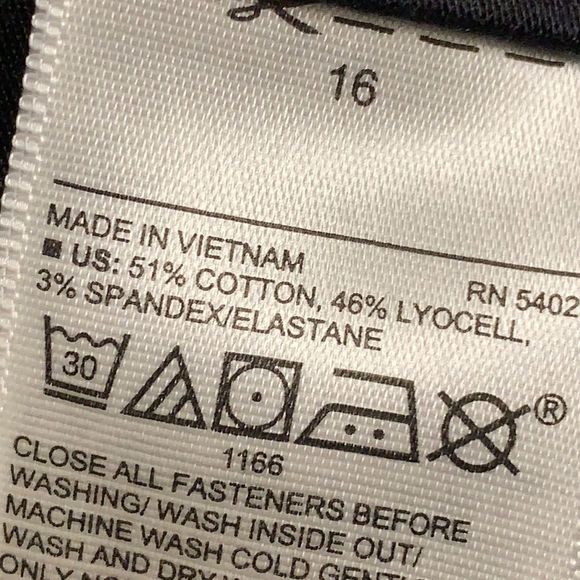 16
MADE IN VIETNAM
RN 5402
US: 51% COTTON, 46% LYOCELL,
3% SPANDEX/ELASTANE
30
®
1166
CLOSE ALL FASTENERS BEFORE
WASHING/ WASH INSIDE OUT/
MACHINE WASH COLD
WASH AND DRY
ONLY